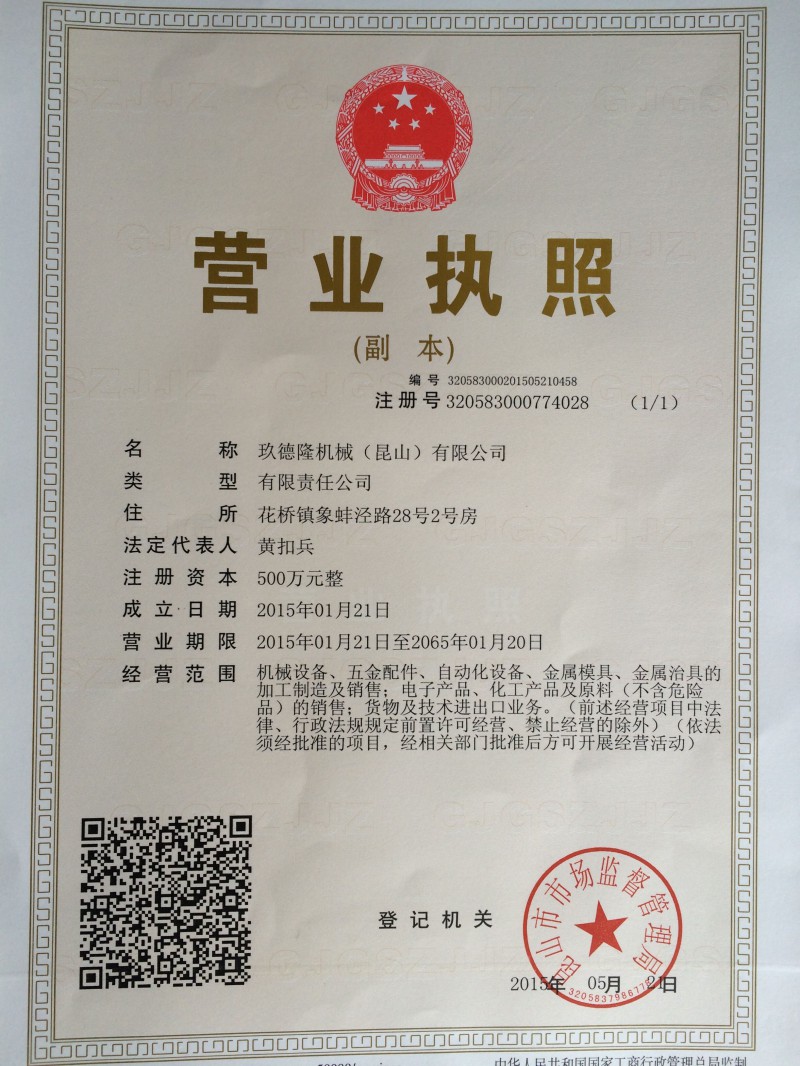 营业执照
(副 本)
编 号 320583000201505210458
注册号 320583000774028 (1/1)
名 称 玖德隆机械（昆山）有限公司
类 型 有限责任公司
住 所 花桥镇象蚌泾路28号2号房
法定代表人 黄扣兵
注 册 资 本 500万元整
成 立 日 期 2015年01月21日
营 业 期 限 2015年01月21日至2065年01月20日
经 营 范 围 机械设备、五金配件、自动化设备、金属模具、金属治具的
加工制造及销售；电子产品、化工产品及原料（不含危险
品）的销售；货物及技术进出口业务。（前述经营项目中法
律、行政法规规定前置许可经营、禁止经营的除外）（依法
须经批准的项目，经相关部门批准后方可开展经营活动）
登 记 机 关
昆山市市场监督管理局
2015年 05月 21日
中华人民共和国国家工商行政管理总局监制